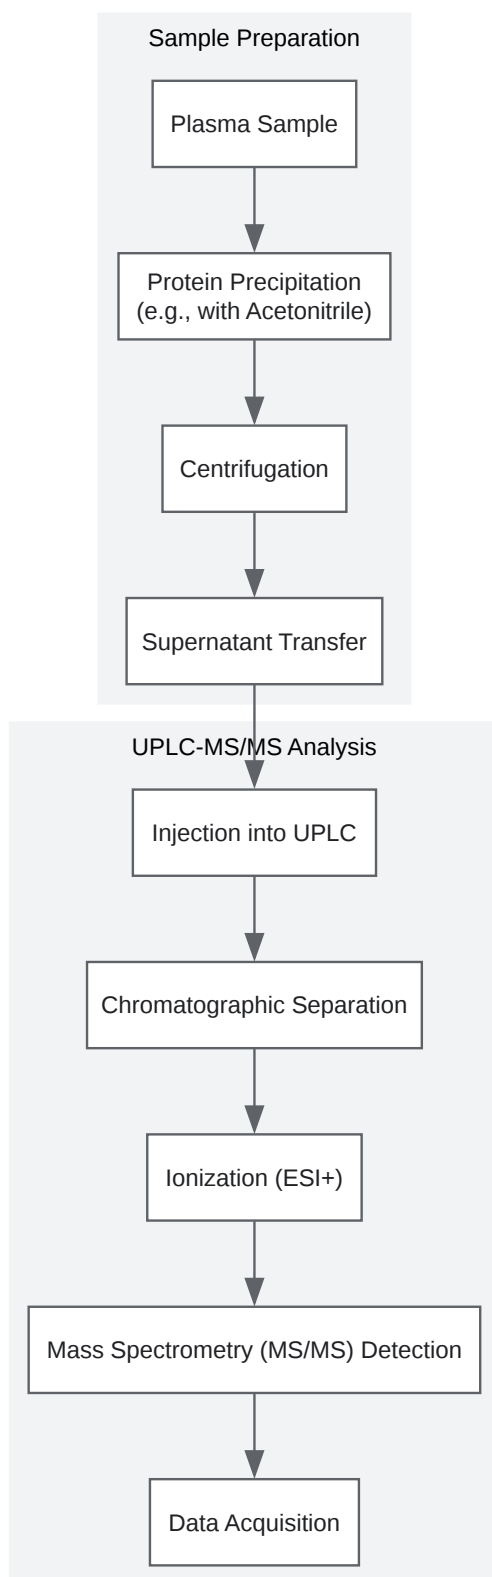 Sample Preparation
Plasma Sample
Protein Precipitation
(e.g., with Acetonitrile)
Centrifugation
Supernatant Transfer
UPLC-MS/MS Analysis
Injection into UPLC
Chromatographic Separation
Ionization (ESI+)
Mass Spectrometry (MS/MS) Detection
Data Acquisition